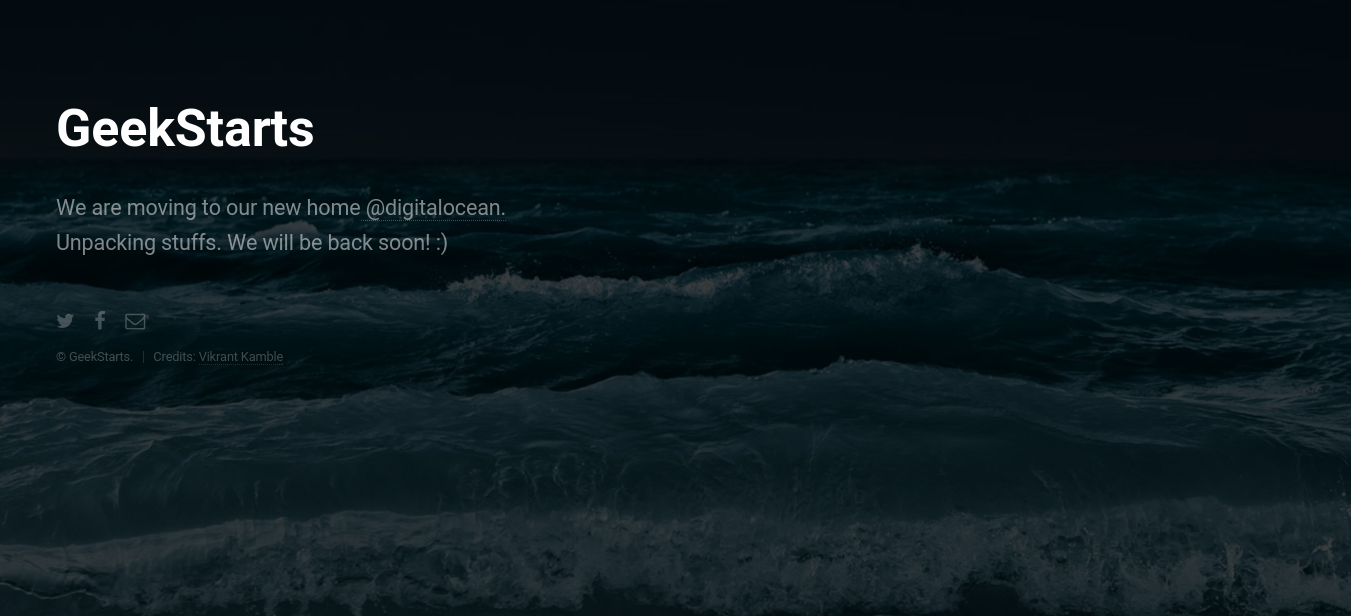 GeekStarts
We are moving to our new home @digitalocean.
Unpacking stuffs. We will be back soon! :)
© GeekStarts. | Credits: Vikrant Kamble